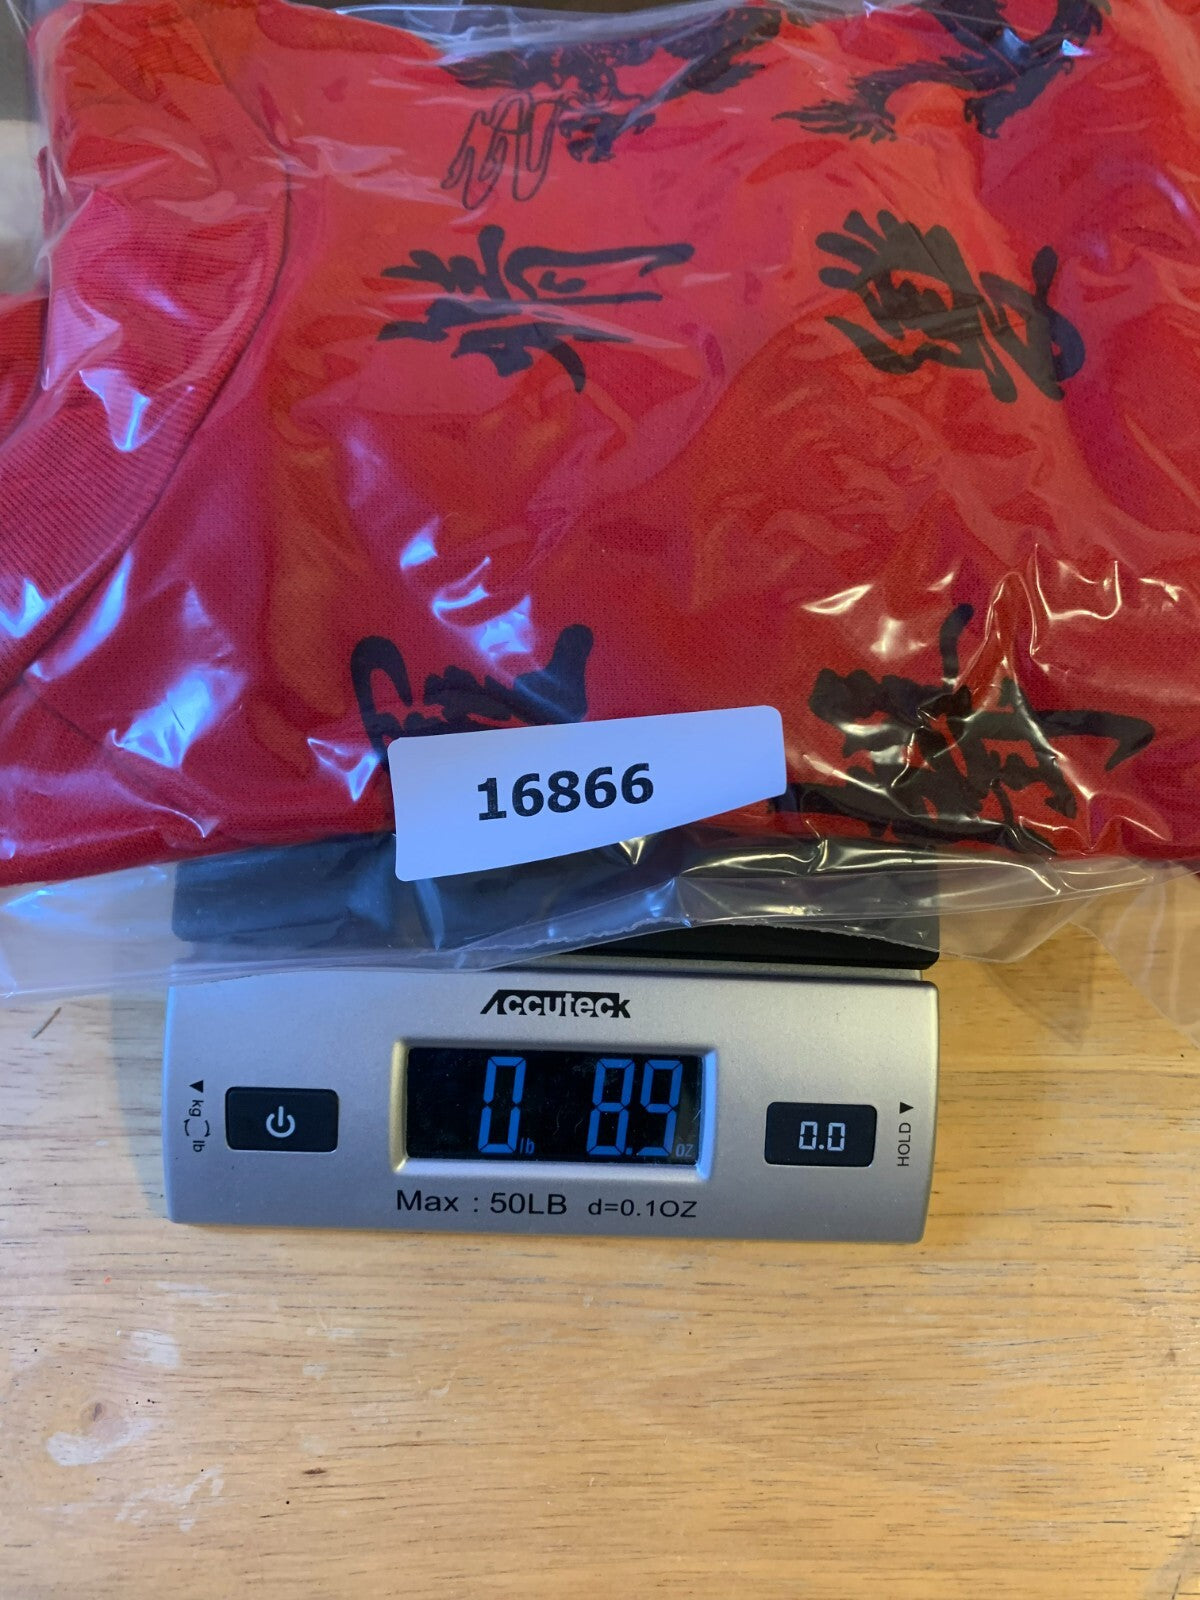 16866
Accuteck
0 lb 8.9 oz
kg lb
0.0
HOLD
Max : 50LB d=0.1OZ